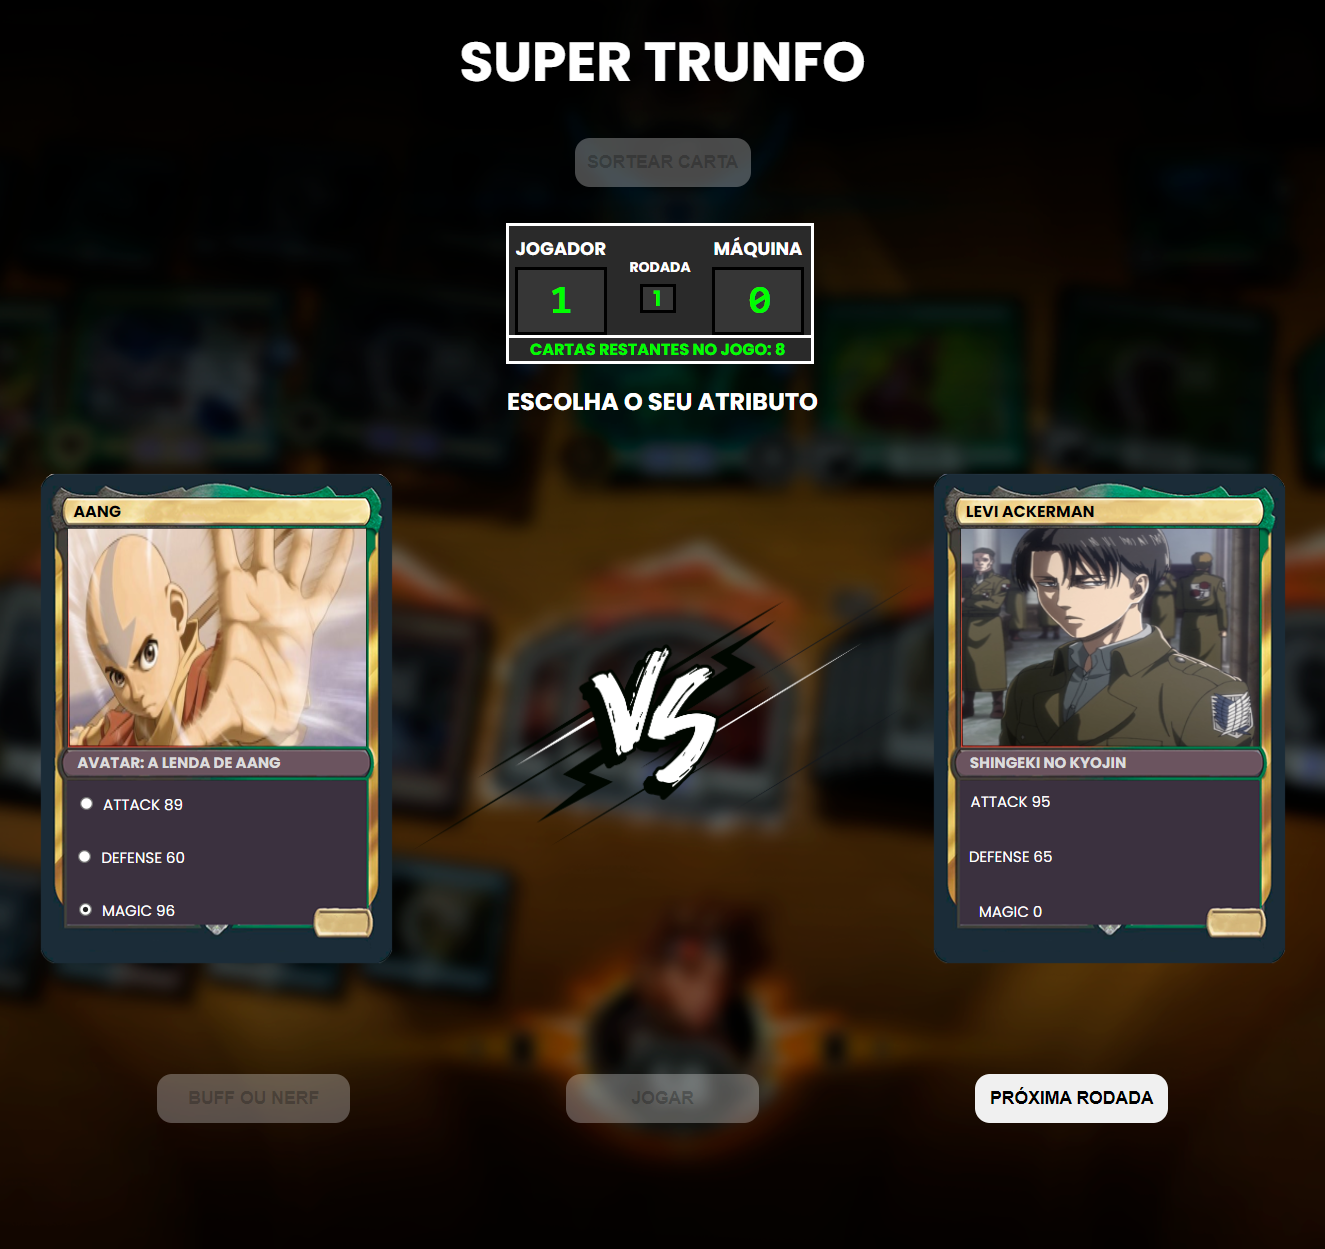 SUPER TRUNFO
SORTEAR CARTA
JOGADOR
RODADA
MÁQUINA
1
1
0
CARTAS RESTANTES NO JOGO: 8
ESCOLHA O SEU ATRIBUTO
AANG
AVATAR: A LENDA DE AANG
ATTACK 89
DEFENSE 60
MAGIC 96
VS
LEVI ACKERMAN
SHINGEKI NO KYOJIN
ATTACK 95
DEFENSE 65
MAGIC 0
BUFF OU NERF
JOGAR
PRÓXIMA RODADA